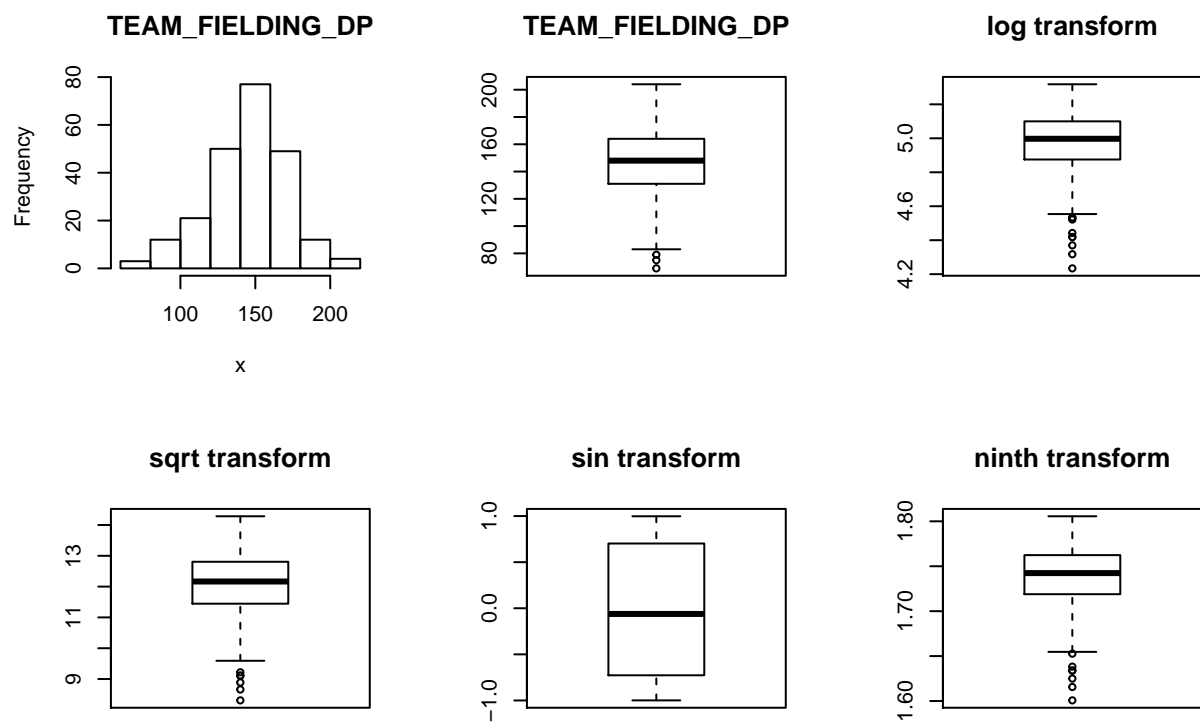 TEAM_FIELDING_DP
Frequency
80
60
40
20
0
100 150 200
x
TEAM_FIELDING_DP
200
160
120
80
log transform
5.0
4.6
4.2
sqrt transform
13
11
9
sin transform
1.0
0.0
−1.0
ninth transform
1.80
1.70
1.60